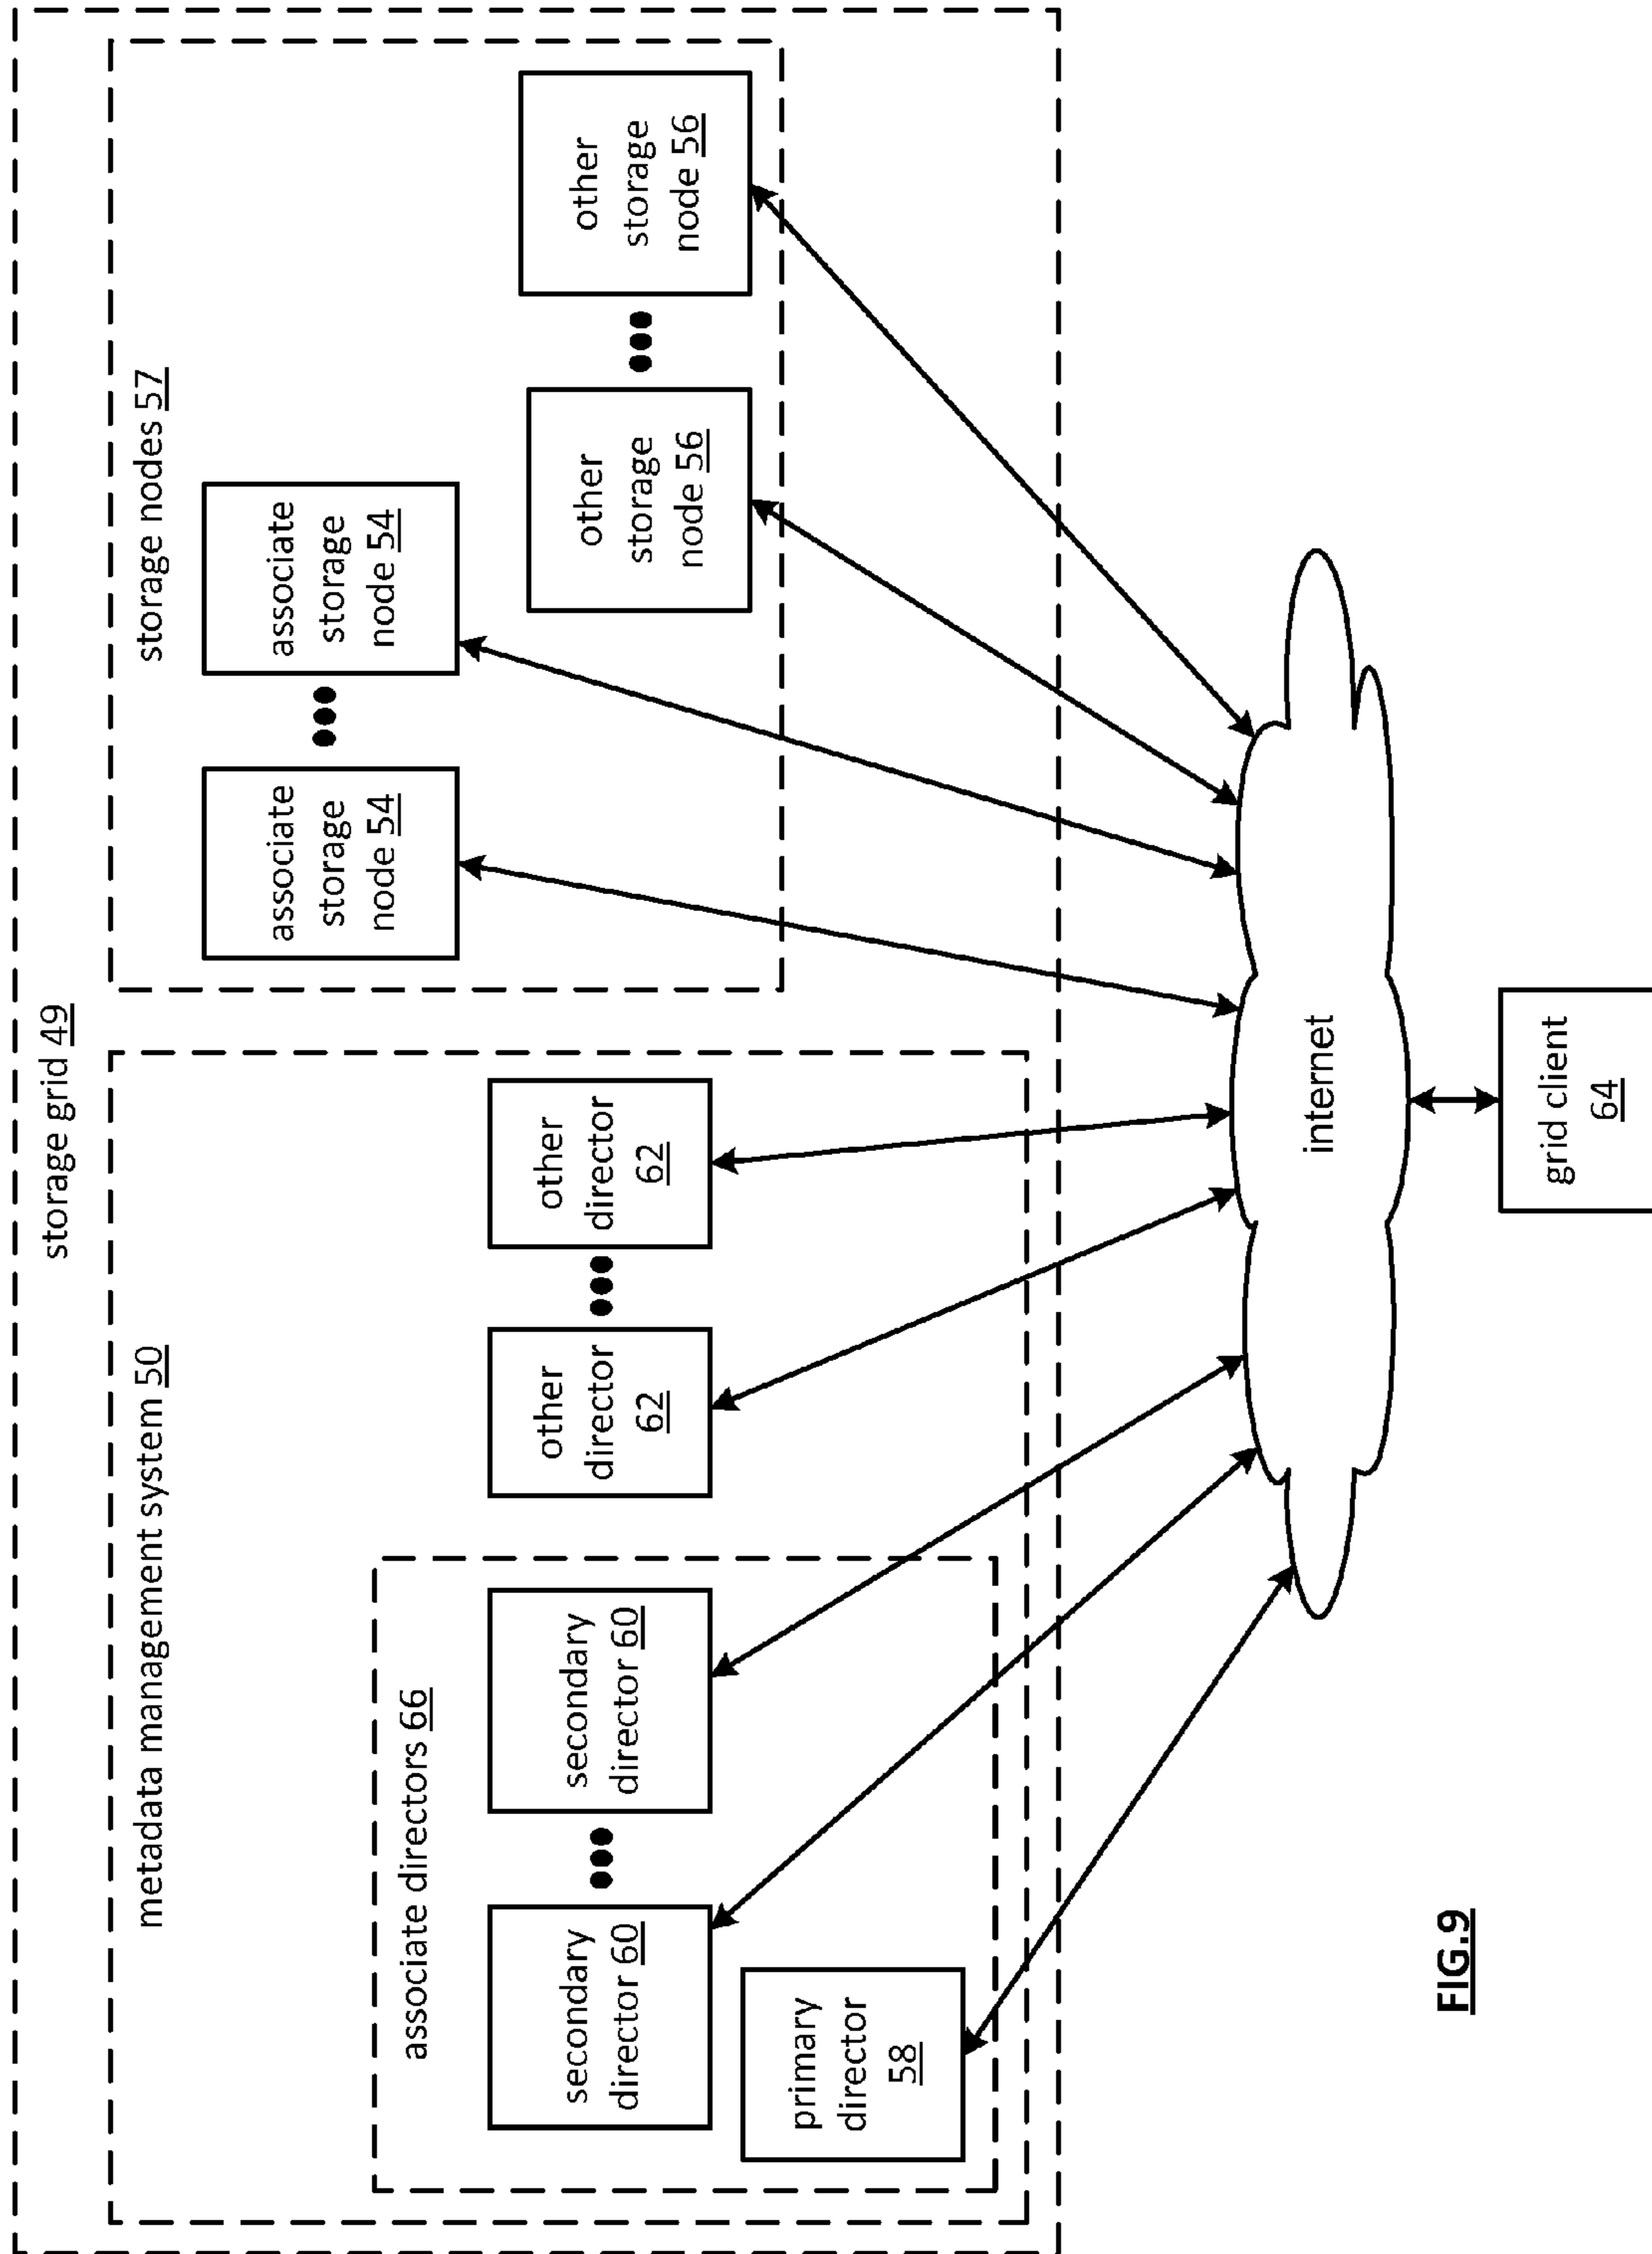 storage grid 49
metadata management system 50
storage nodes 57
associate directors 66
associate
storage
node 54
associate
storage
node 54
secondary
director 60
secondary
director 60
other
director
62
other
director
62
other
storage
node 56
other
storage
node 56
primary
director
58
internet
FIG.9
grid client
64